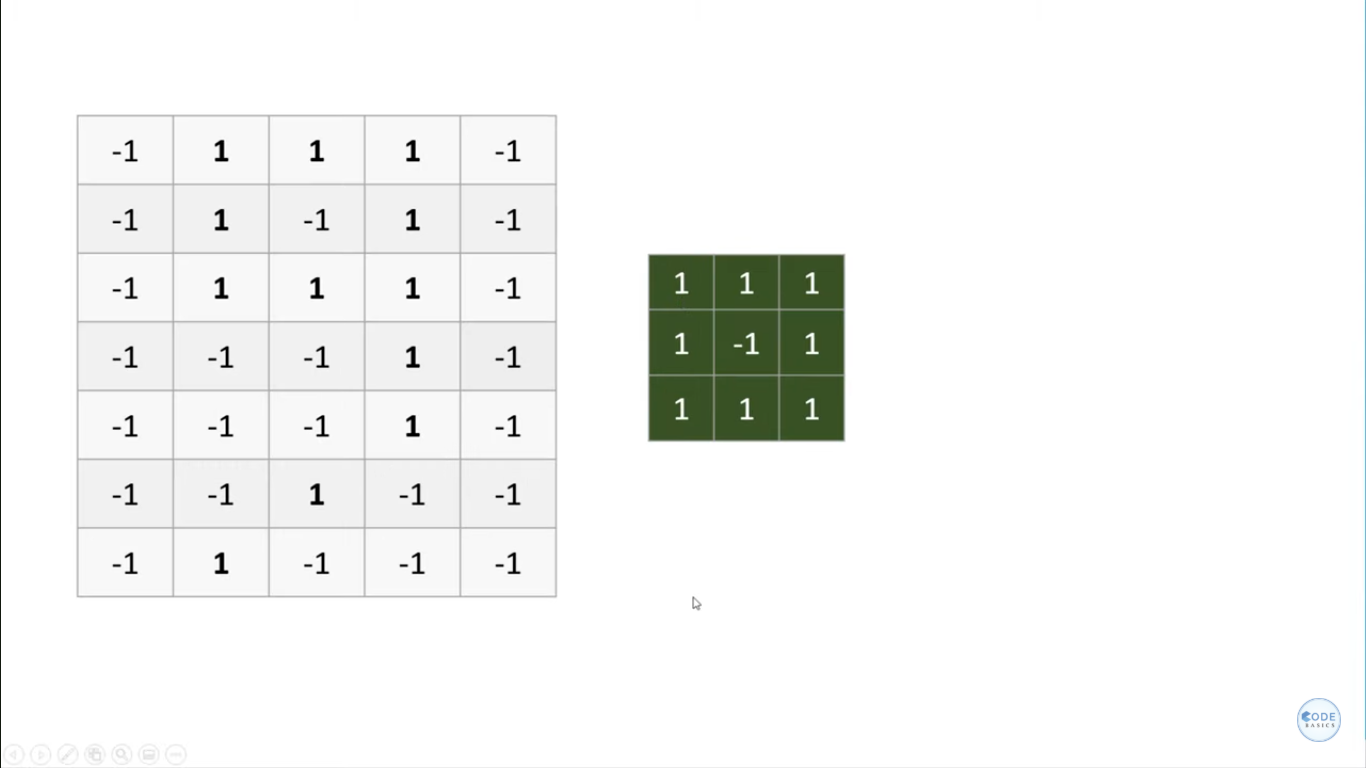 -1 1 1 1 -1
-1 1 -1 1 -1
-1 1 1 1 -1
-1 -1 -1 1 -1
-1 -1 -1 1 -1
-1 -1 1 -1 -1
-1 1 -1 -1 -1
1 1 1
1 -1 1
1 1 1
CODE
BASICS